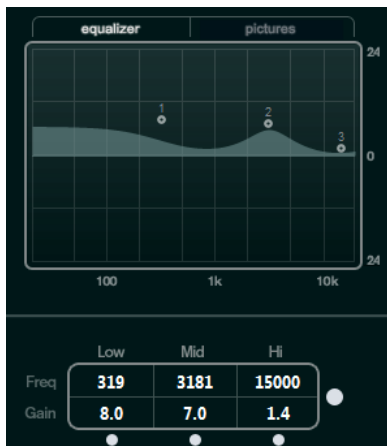 equalizer pictures
24
1 2
3
0
24
100 1k 10k
Low Mid Hi
Freq 319 3181 15000
Gain 8.0 7.0 1.4